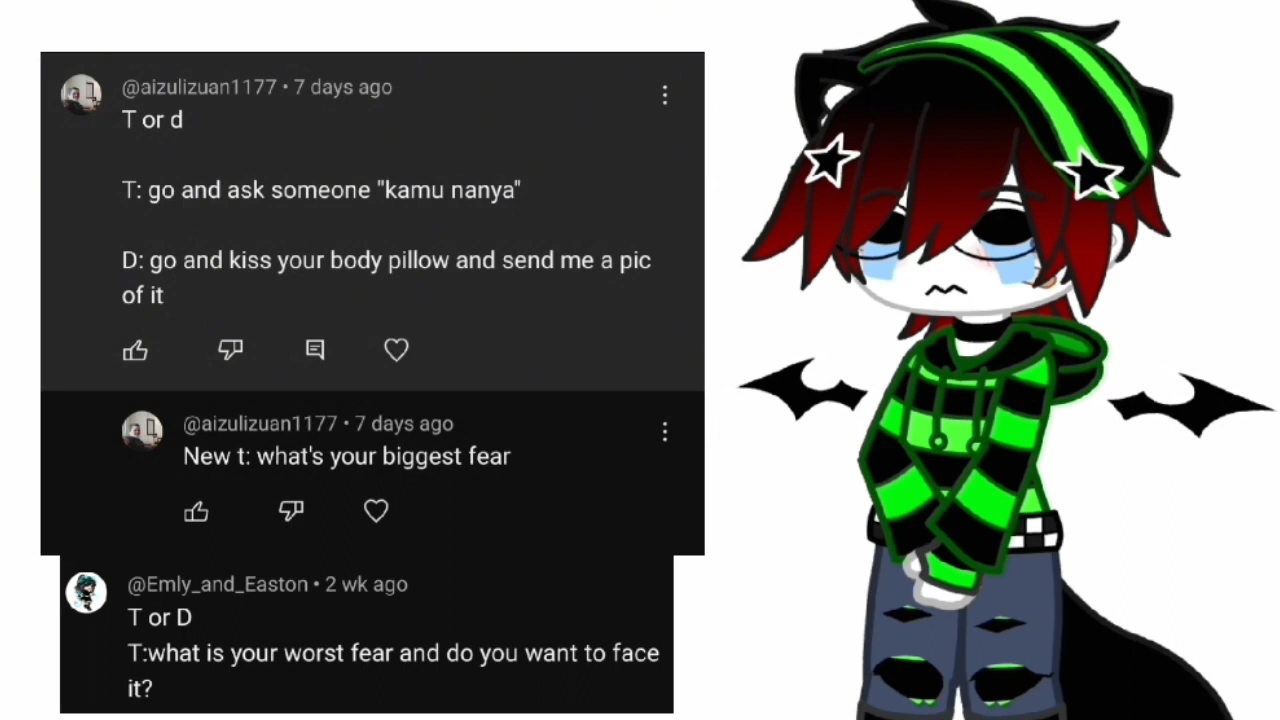 @aizulizuan1177 • 7 days ago
T or d
T: go and ask someone "kamu nanya"
D: go and kiss your body pillow and send me a pic
of it
@aizulizuan1177 • 7 days ago
New t: what's your biggest fear
@Emly_and_Easton • 2 wk ago
T or D
T:what is your worst fear and do you want to face
it?